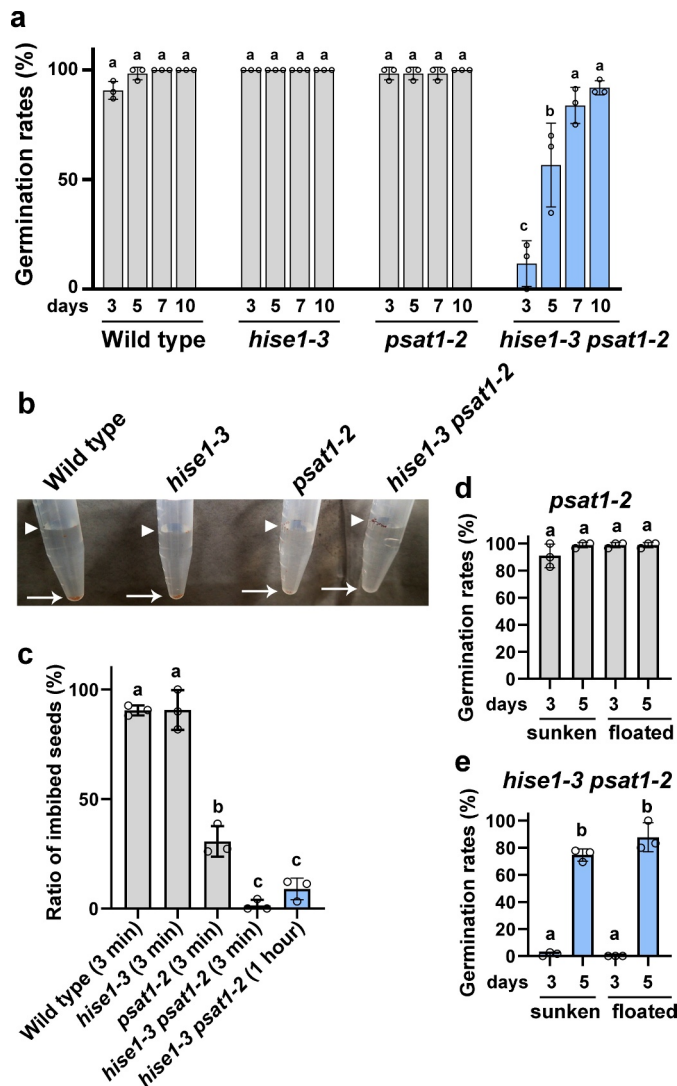 a
Germination rates (%)
100
50
0
a a a a a a a a a a a a c b a a
days 3 5 7 10 3 5 7 10 3 5 7 10 3 5 7 10
Wild type hise1-3 psat1-2 hise1-3 psat1-2
b
Wild type
hise1-3
psat1-2
hise1-3 psat1-2
c
Ratio of imbibed seeds (%)
100
50
0
a a b c c
Wild type (3 min)
hise1-3 (3 min)
psat1-2 (3 min)
hise1-3 psat1-2 (3 min)
hise1-3 psat1-2 (1 hour)
d
psat1-2
Germination rates (%)
100
80
60
40
20
0
a a a a
days 3 5 3 5
sunken floated
e
hise1-3 psat1-2
Germination rates (%)
100
80
60
40
20
0
a b a b
days 3 5 3 5
sunken floated